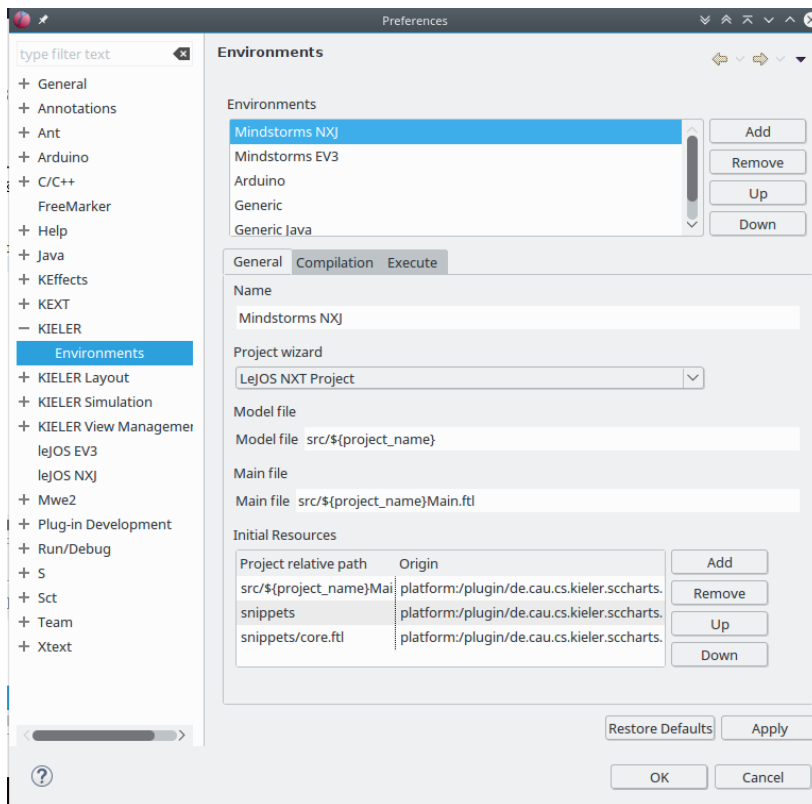 Preferences
type filter text
General
Annotations
Ant
Arduino
C/C++
FreeMarker
Help
Java
KEffects
KEXT
KIELER
Environments
KIELER Layout
KIELER Simulation
KIELER View Managemer
leJOS EV3
leJOS NXJ
Mwe2
Plug-in Development
Run/Debug
S
Sct
Team
Xtext
Environments
Environments
Mindstorms NXJ
Mindstorms EV3
Arduino
Generic
Generic Java
Add
Remove
Up
Down
General Compilation Execute
Name
Mindstorms NXJ
Project wizard
LeJOS NXT Project
Model file
Model file src/${project_name}
Main file
Main file src/${project_name}Main.ftl
Initial Resources
Project relative path Origin
src/${project_name}Mai platform:/plugin/de.cau.cs.kieler.sccharts.
snippets platform:/plugin/de.cau.cs.kieler.sccharts.
snippets/core.ftl platform:/plugin/de.cau.cs.kieler.sccharts.
Add
Remove
Up
Down
Restore Defaults Apply
? OK Cancel